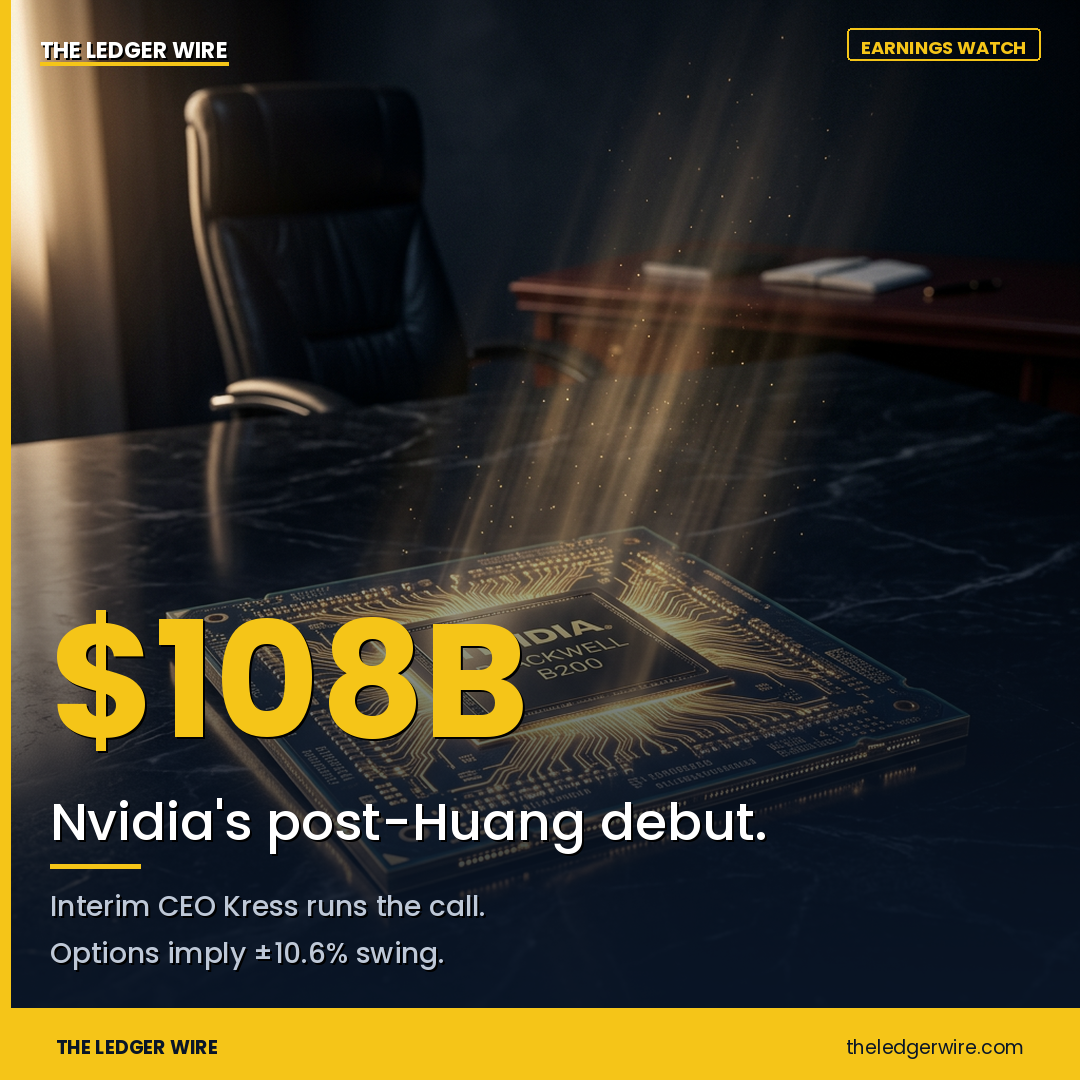 THE LEDGER WIRE
EARNINGS WATCH
$108B
B200
Nvidia's post-Huang debut.
Interim CEO Kress runs the call.
Options imply ±10.6% swing.
THE LEDGER WIRE
theledgerwire.com